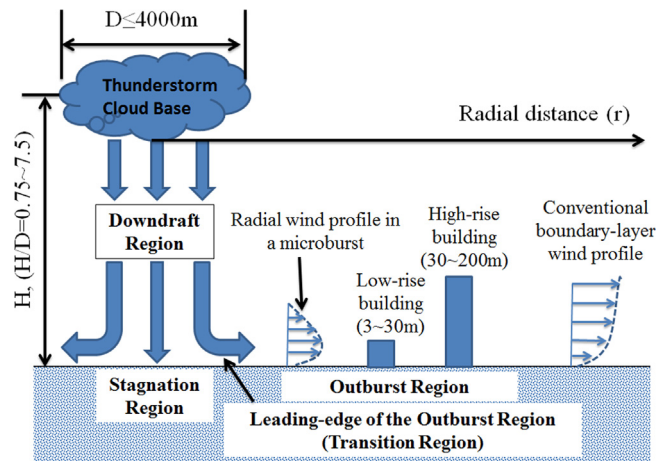 D≤4000m
Thunderstorm
Cloud Base
Radial distance (r)
H, (H/D=0.75~7.5)
Downdraft
Region
Radial wind profile in
a microburst
Low-rise
building
(3~30m)
High-rise
building
(30~200m)
Conventional
boundary-layer
wind profile
Stagnation
Region
Outburst Region
Leading-edge of the Outburst Region
(Transition Region)